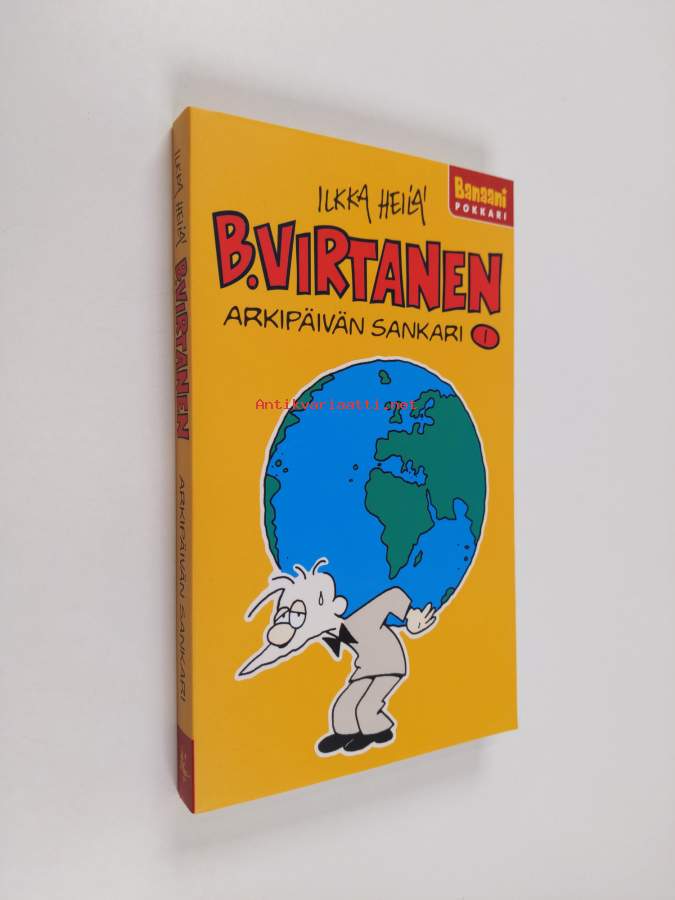 ILKKA HEILÄ
B.VIRTANEN
ARKIPÄIVÄN SANKARI
Banaani
POKKARI
ILKKA HEILÄ
B.VIRTANEN
ARKIPÄIVÄN SANKARI 1
Antikvariaatti.net